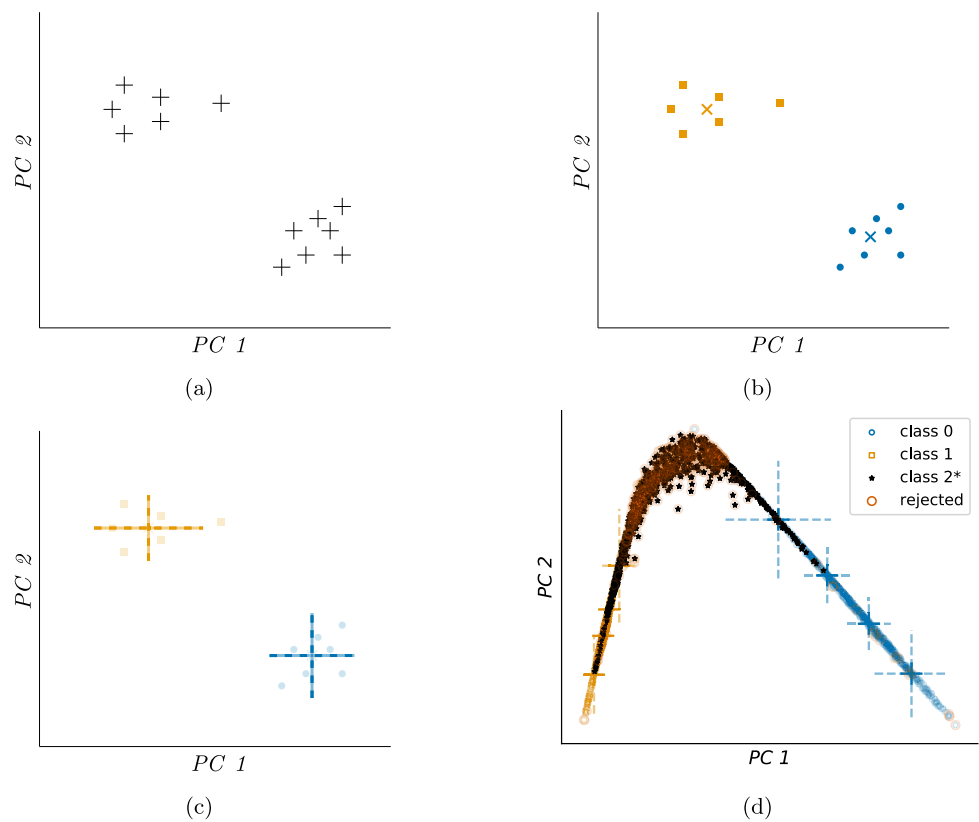 PC 2
PC 1
(a)
PC 2
PC 1
(b)
PC 2
PC 1
(c)
class 0
class 1
class 2*
rejected
PC 2
PC 1
(d)